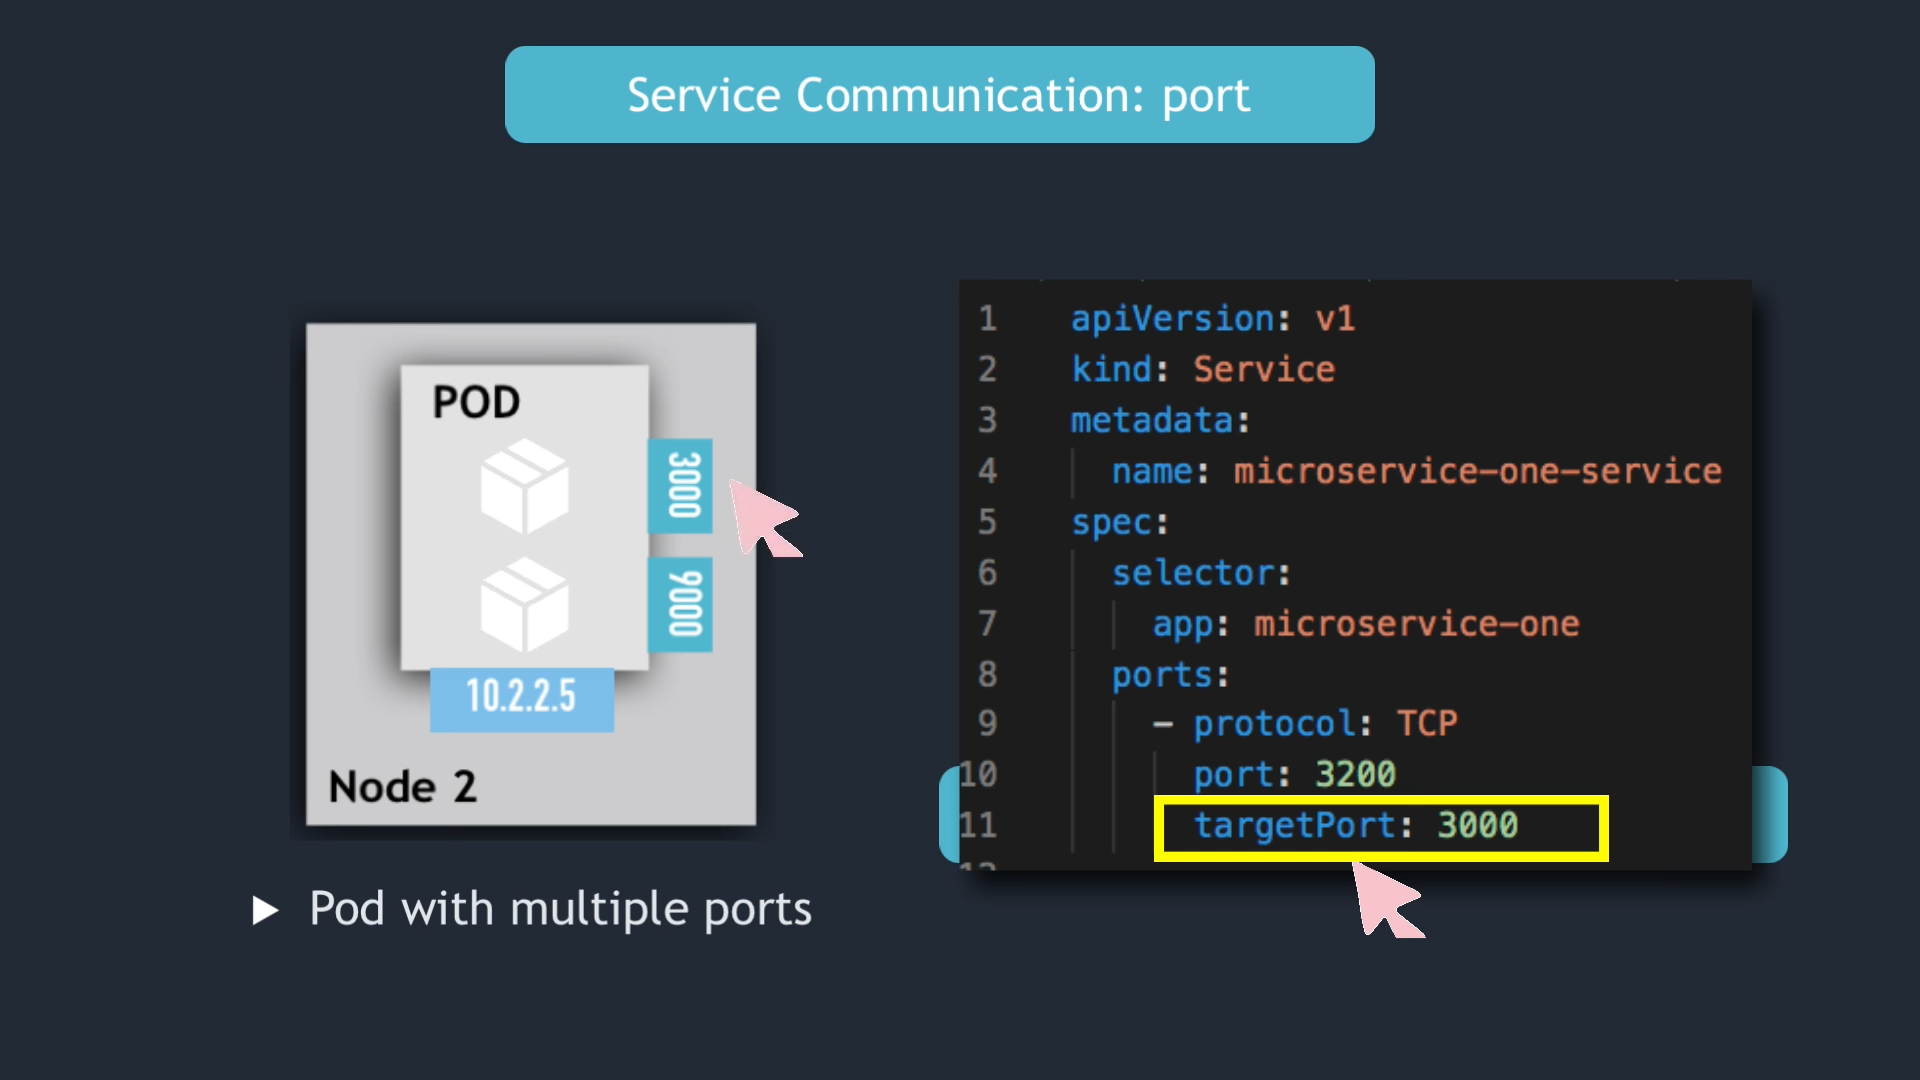 Service Communication: port
POD
3000
9000
10.2.2.5
Node 2
Pod with multiple ports
1 apiVersion: v1
2 kind: Service
3 metadata:
4 name: microservice-one-service
5 spec:
6 selector:
7 app: microservice-one
8 ports:
9 - protocol: TCP
10 port: 3200
11 targetPort: 3000